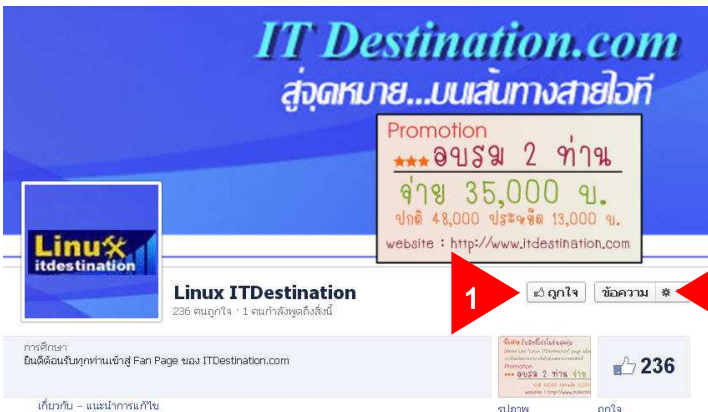 IT Destination.com
สู่จุดหมาย...บนเส้นทางสายไอที
Promotion
***อบรม 2 ท่าน
จ่าย 35,000 บ.
ปกติ 48,000 ประหยัด 13,000 บ.
website : http://www.itdestination.com
Linux
itdestination
Linux ITDestination
236 คนถูกใจ · 1 คนกำลังพูดถึงสิ่งนี้
1
ถูกใจ
ข้อความ
การศึกษา
ยินดีต้อนรับทุกท่านเข้าสู่ Fan Page ของ ITDestination.com
Promotion
*** อบรม 2 ท่าน จ่าย
236
เกี่ยวกับ – แนะนำการแก้ไข
รูปภาพ
ถูกใจ